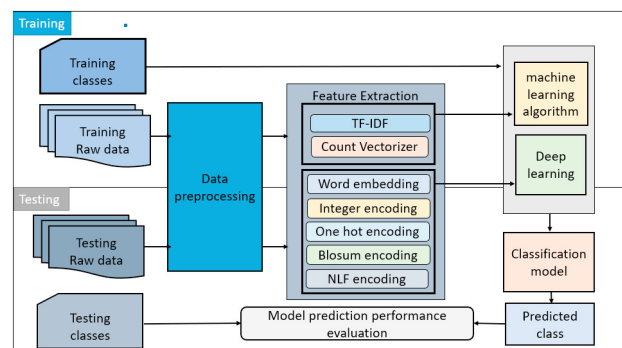 Training
Training
classes
Training
Raw data
Data
preprocessing
Feature Extraction
TF-IDF
Count Vectorizer
Word embedding
Integer encoding
One hot encoding
Blosum encoding
NLF encoding
machine
learning
algorithm
Deep
learning
Testing
Testing
Raw data
Testing
classes
Model prediction performance
evaluation
Classification
model
Predicted
class